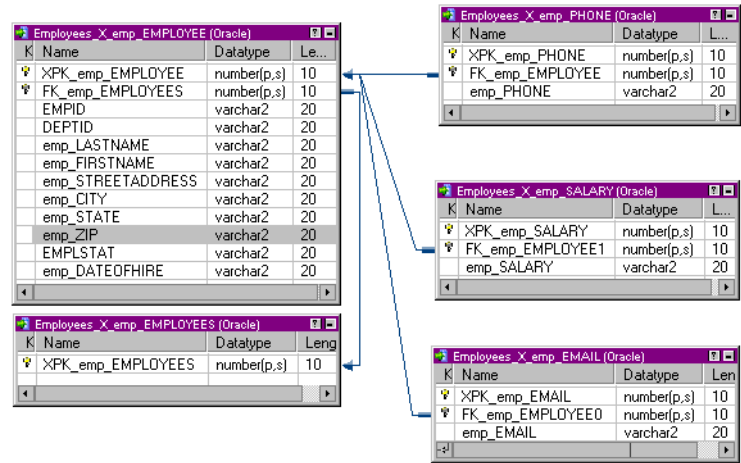 Employees_X_emp_EMPLOYEE (Oracle)
K Name Datatype Le...
XPK_emp_EMPLOYEE number(p,s) 10
FK_emp_EMPLOYEES number(p,s) 10
EMPID varchar2 20
DEPTID varchar2 20
emp_LASTNAME varchar2 20
emp_FIRSTNAME varchar2 20
emp_STREETADDRESS varchar2 20
emp_CITY varchar2 20
emp_STATE varchar2 20
emp_ZIP varchar2 20
EMPLSTAT varchar2 20
emp_DATEOFHIRE varchar2 20
Employees_X_emp_EMPLOYEES (Oracle)
K Name Datatype Leng
XPK_emp_EMPLOYEES number(p,s) 10
Employees_X_emp_PHONE (Oracle)
K Name Datatype L...
XPK_emp_PHONE number(p,s) 10
FK_emp_EMPLOYEE number(p,s) 10
emp_PHONE varchar2 20
Employees_X_emp_SALARY (Oracle)
K Name Datatype L...
XPK_emp_SALARY number(p,s) 10
FK_emp_EMPLOYEE1 number(p,s) 10
emp_SALARY varchar2 20
Employees_X_emp_EMAIL (Oracle)
K Name Datatype Len
XPK_emp_EMAIL number(p,s) 10
FK_emp_EMPLOYEE0 number(p,s) 10
emp_EMAIL varchar2 20